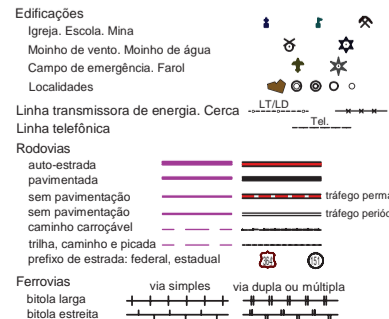 Edificações
Igreja. Escola. Mina
Moinho de vento. Moinho de água
Campo de emergência. Farol
Localidades
Linha transmissora de energia. Cerca LT/LD
Linha telefônica Tel.
Rodovias
auto-estrada
pavimentada
sem pavimentação tráfego perma
sem pavimentação tráfego perióc
caminho carroçável
trilha, caminho e picada
prefixo de estrada: federal, estadual 364 151
Ferrovias via simples via dupla ou múltipla
bitola larga
bitola estreita